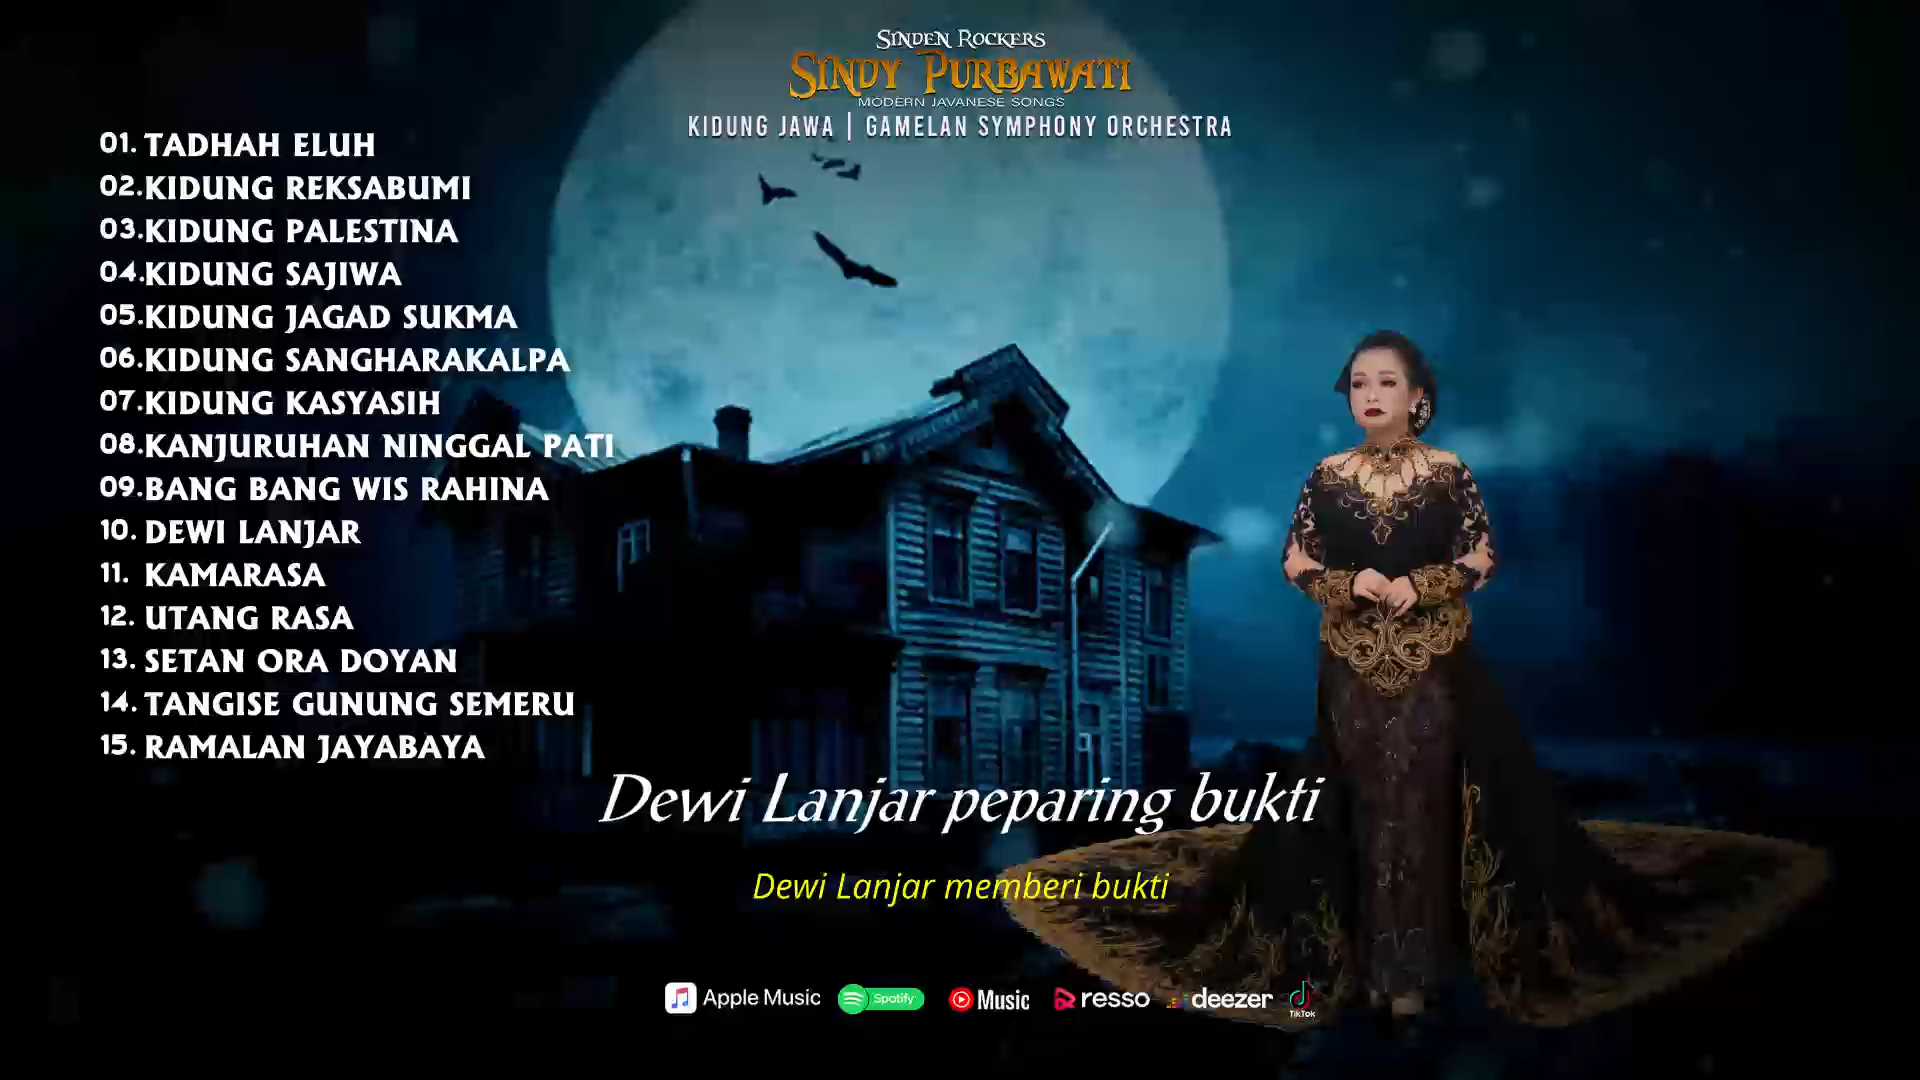 SINDEN ROCKERS
SINDY PURBAWATI
MODERN JAVANESE SONGS
KIDUNG JAWA | GAMELAN SYMPHONY ORCHESTRA
01. TADHAH ELUH
02.KIDUNG REKSABUMI
03.KIDUNG PALESTINA
04.KIDUNG SAJIWA
05.KIDUNG JAGAD SUKMA
06.KIDUNG SANGHARAKALPA
07.KIDUNG KASYASIH
08.KANJURUHAN NINGGAL PATI
09.BANG BANG WIS RAHINA
10. DEWI LANJAR
11. KAMARASA
12. UTANG RASA
13. SETAN ORA DOYAN
14. TANGISE GUNUNG SEMERU
15. RAMALAN JAYABAYA
Dewi Lanjar peparing bukti
Dewi Lanjar memberi bukti
Apple Music Spotify Music resso deezer TikTok